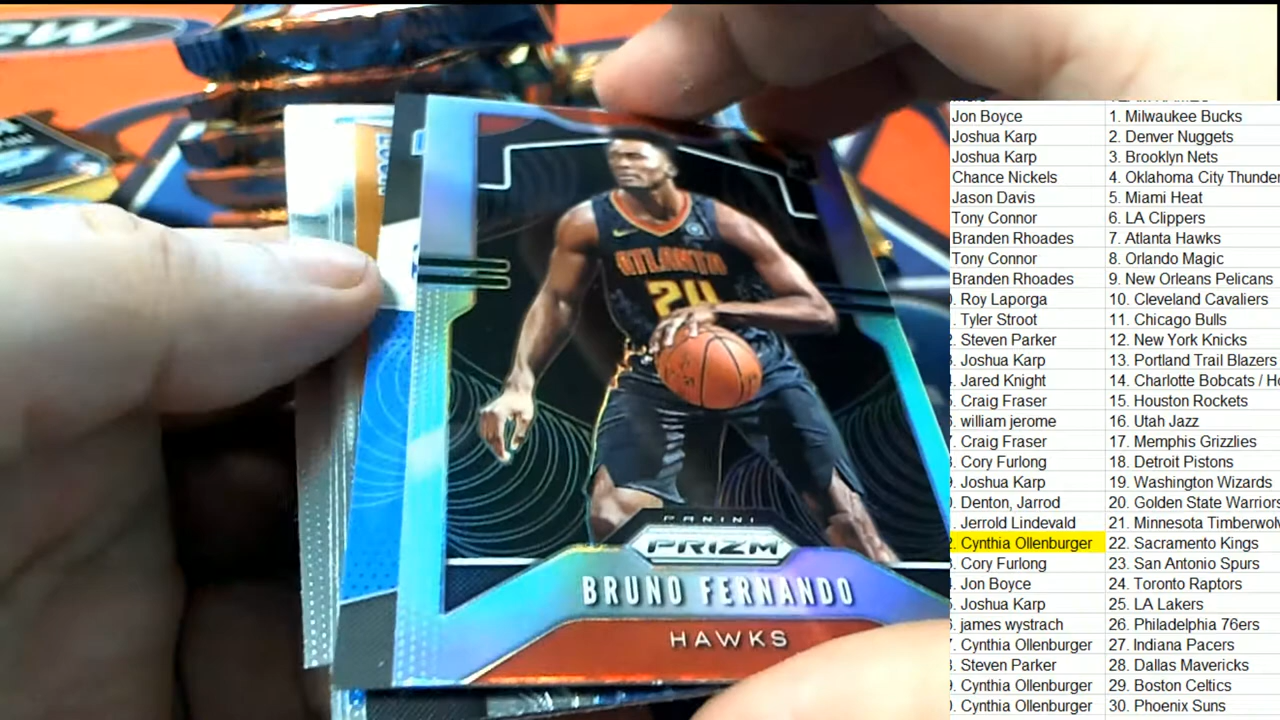 Jon Boyce 1. Milwaukee Bucks
Joshua Karp 2. Denver Nuggets
Joshua Karp 3. Brooklyn Nets
Chance Nickels 4. Oklahoma City Thunder
Jason Davis 5. Miami Heat
Tony Connor 6. LA Clippers
Branden Rhoades 7. Atlanta Hawks
Tony Connor 8. Orlando Magic
Branden Rhoades 9. New Orleans Pelicans
Roy Laporga 10. Cleveland Cavaliers
Tyler Stroot 11. Chicago Bulls
Steven Parker 12. New York Knicks
Joshua Karp 13. Portland Trail Blazers
Jared Knight 14. Charlotte Bobcats / Ho
Craig Fraser 15. Houston Rockets
william jerome 16. Utah Jazz
Craig Fraser 17. Memphis Grizzlies
Cory Furlong 18. Detroit Pistons
Joshua Karp 19. Washington Wizards
Denton, Jarrod 20. Golden State Warriors
Jerrold Lindevald 21. Minnesota Timberwol
Cynthia Ollenburger 22. Sacramento Kings
Cory Furlong 23. San Antonio Spurs
Jon Boyce 24. Toronto Raptors
Joshua Karp 25. LA Lakers
james wystrach 26. Philadelphia 76ers
Cynthia Ollenburger 27. Indiana Pacers
Steven Parker 28. Dallas Mavericks
Cynthia Ollenburger 29. Boston Celtics
Cynthia Ollenburger 30. Phoenix Suns
ATLANTA
24
PANINI
PRIZM
BRUNO FERNANDO
HAWKS